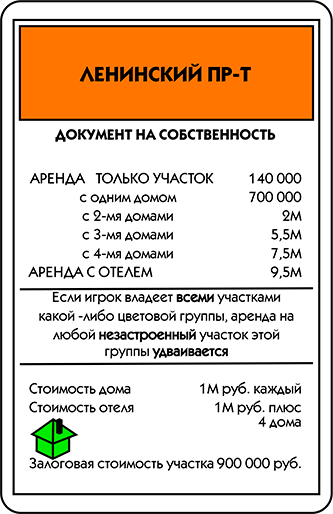 ЛЕНИНСКИЙ ПР-Т
ДОКУМЕНТ НА СОБСТВЕННОСТЬ
АРЕНДА ТОЛЬКО УЧАСТОК 140 000
с одним домом 700 000
с 2-мя домами 2М
с 3-мя домами 5,5М
с 4-мя домами 7,5М
АРЕНДА С ОТЕЛЕМ 9,5М
Если игрок владеет всеми участками
какой -либо цветовой группы, аренда на
любой незастроенный участок этой
группы удваивается
Стоимость дома 1М руб. каждый
Стоимость отеля 1М руб. плюс
4 дома
Залоговая стоимость участка 900 000 руб.